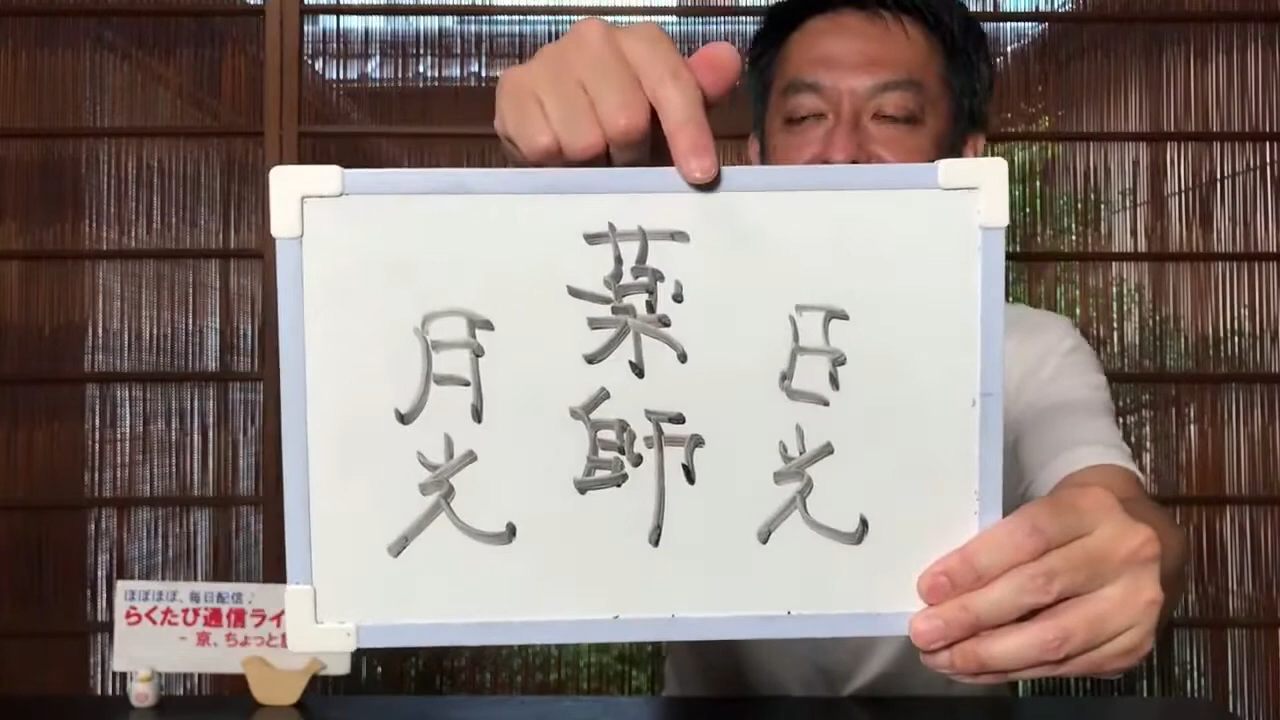 日光
薬師
月光
ほぼほぼ、毎日配信♪
らくたび通信ライ
- 京、ちょっと